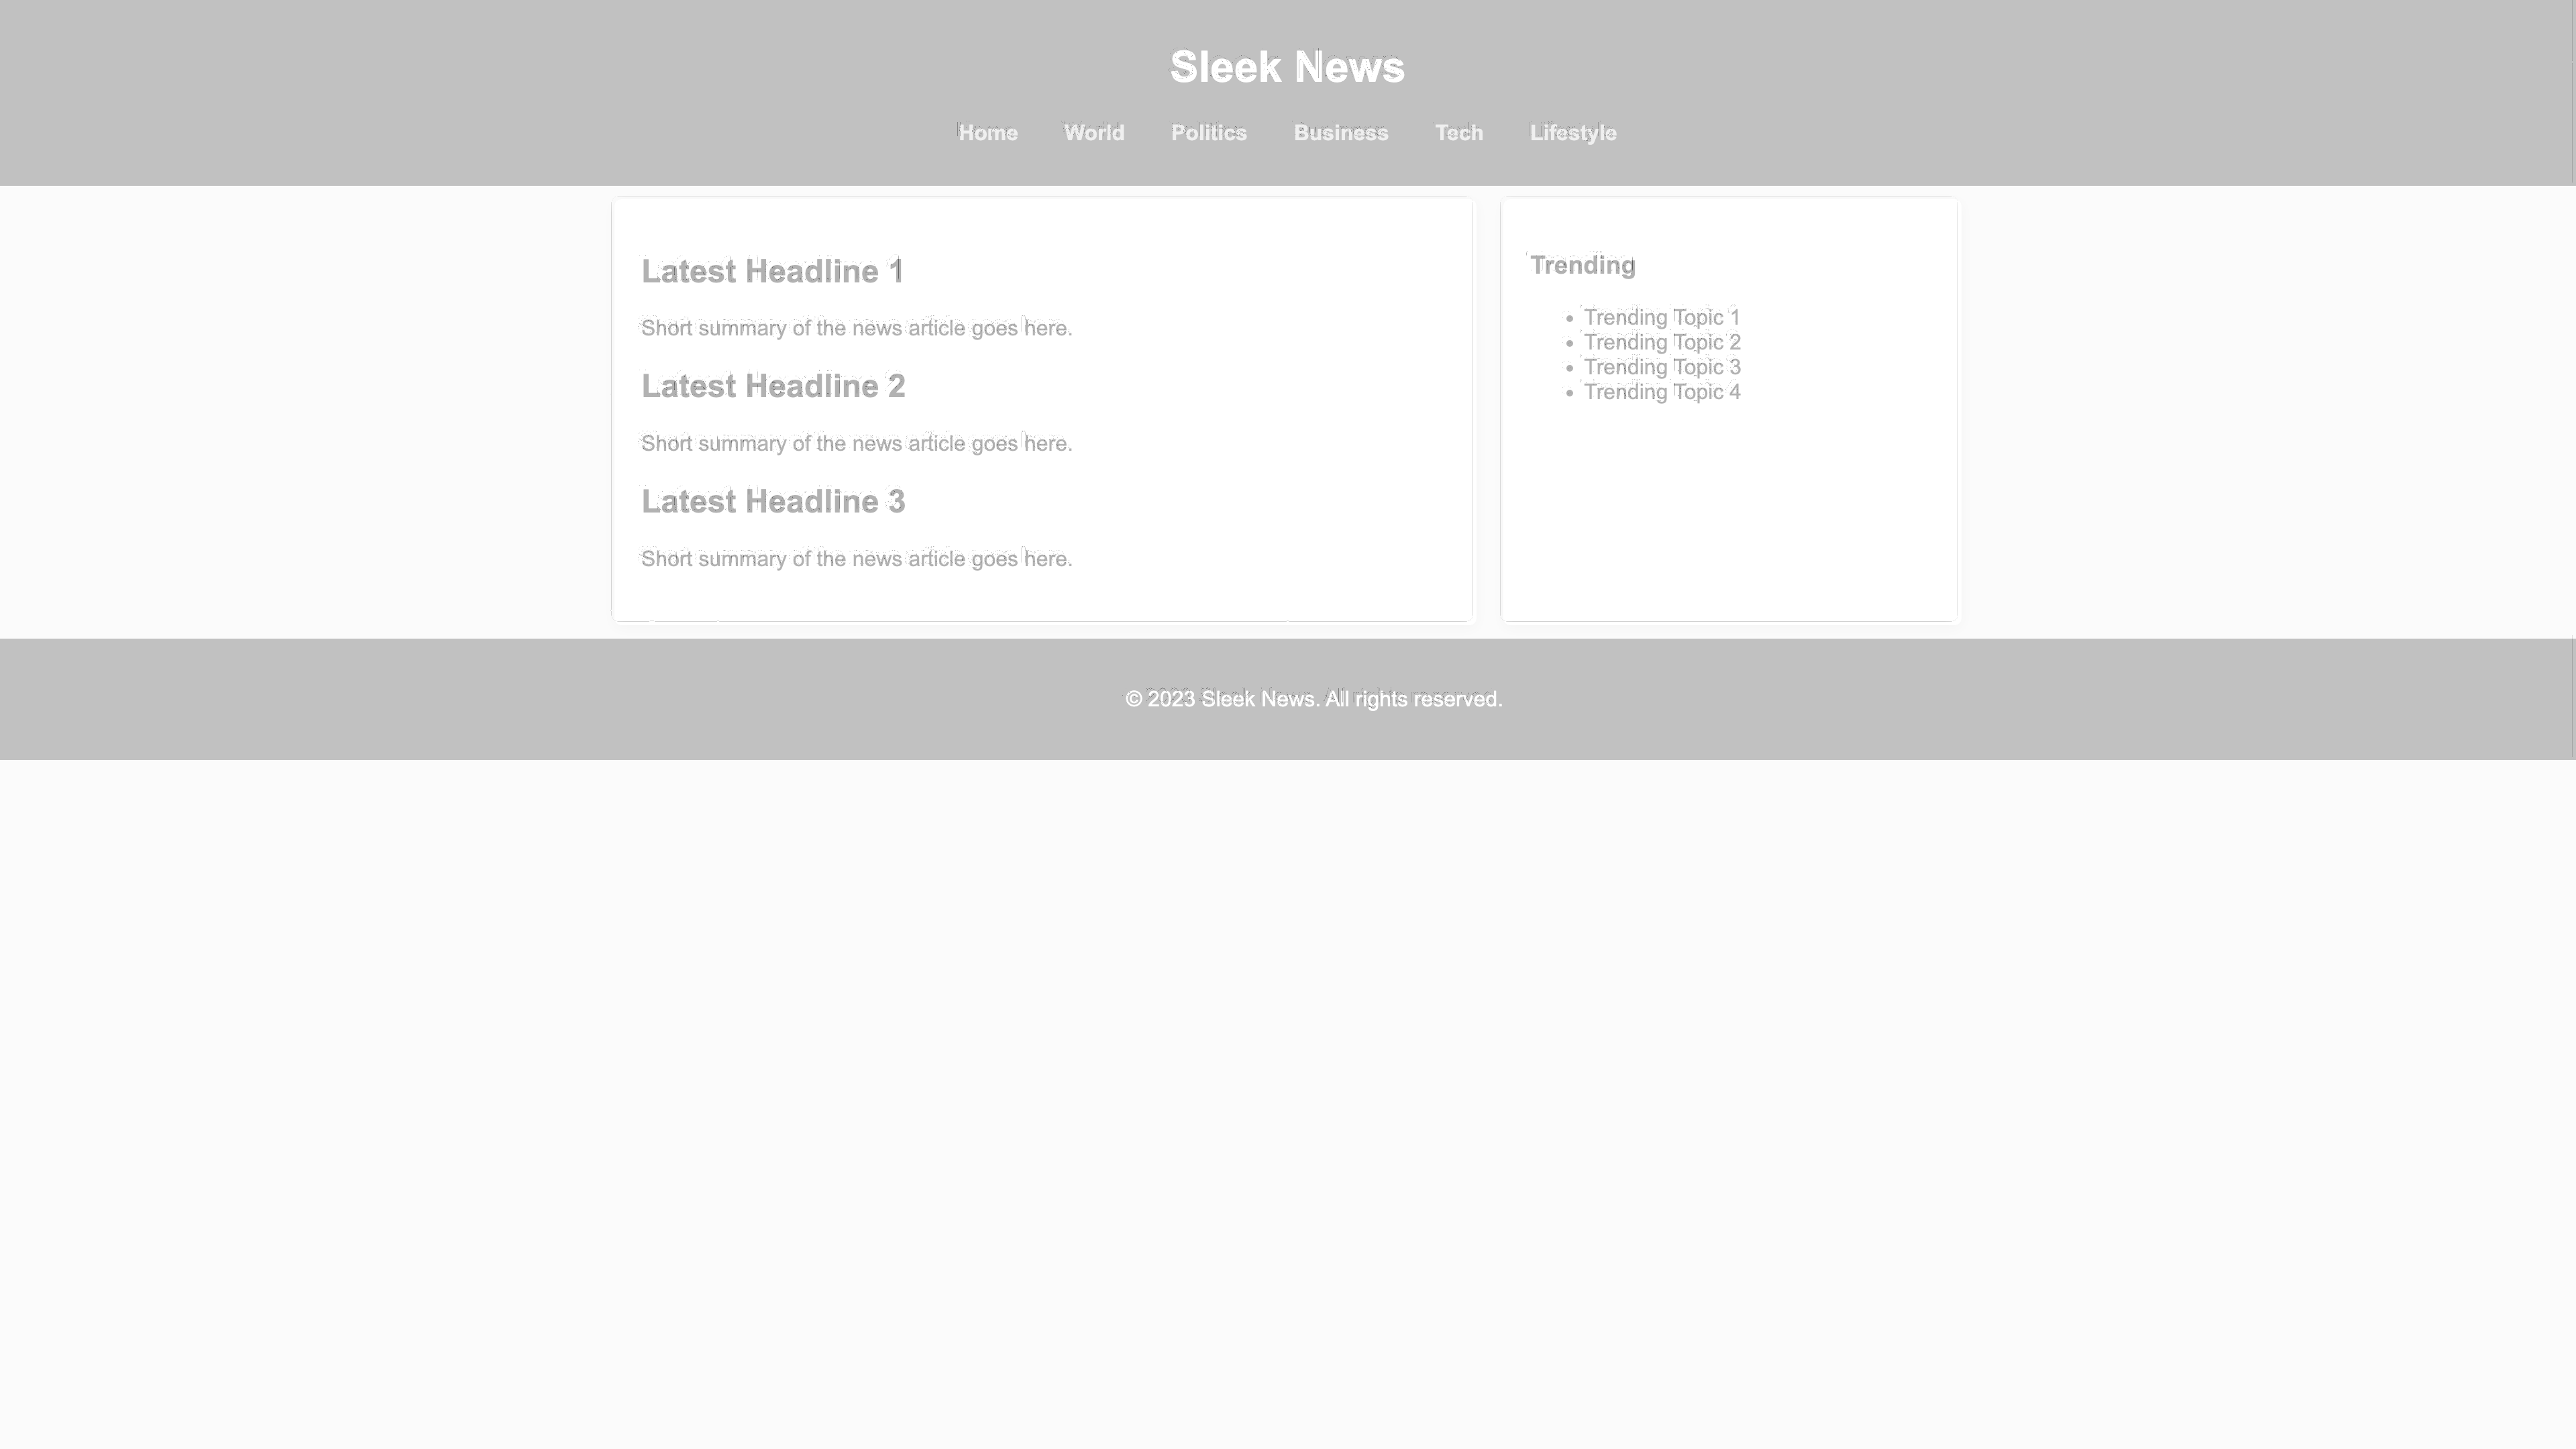 Sleek News
Home World Politics Business Tech Lifestyle
Latest Headline 1
Short summary of the news article goes here.
Latest Headline 2
Short summary of the news article goes here.
Latest Headline 3
Short summary of the news article goes here.
Trending
• Trending Topic 1
• Trending Topic 2
• Trending Topic 3
• Trending Topic 4
© 2023 Sleek News. All rights reserved.